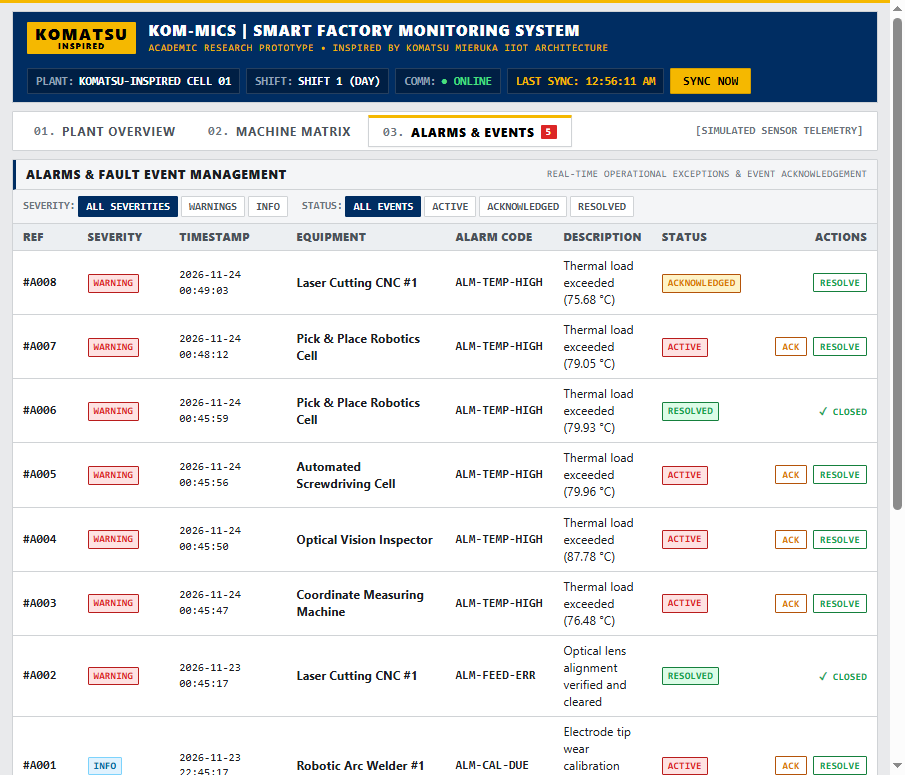 KOMATSU
INSPIRED
KOM-MICS | SMART FACTORY MONITORING SYSTEM
ACADEMIC RESEARCH PROTOTYPE • INSPIRED BY KOMATSU MIERUKA IIOT ARCHITECTURE
PLANT: KOMATSU-INSPIRED CELL 01 SHIFT: SHIFT 1 (DAY) COMM: ● ONLINE LAST SYNC: 12:56:11 AM SYNC NOW
01. PLANT OVERVIEW 02. MACHINE MATRIX 03. ALARMS & EVENTS 5 [SIMULATED SENSOR TELEMETRY]
ALARMS & FAULT EVENT MANAGEMENT REAL-TIME OPERATIONAL EXCEPTIONS & EVENT ACKNOWLEDGEMENT
SEVERITY: ALL SEVERITIES WARNINGS INFO STATUS: ALL EVENTS ACTIVE ACKNOWLEDGED RESOLVED
REF SEVERITY TIMESTAMP EQUIPMENT ALARM CODE DESCRIPTION STATUS ACTIONS
#A008 WARNING 2026-11-24 00:49:03 Laser Cutting CNC #1 ALM-TEMP-HIGH Thermal load exceeded (75.68 °C) ACKNOWLEDGED RESOLVE
#A007 WARNING 2026-11-24 00:48:12 Pick & Place Robotics Cell ALM-TEMP-HIGH Thermal load exceeded (79.05 °C) ACTIVE ACK RESOLVE
#A006 WARNING 2026-11-24 00:45:59 Pick & Place Robotics Cell ALM-TEMP-HIGH Thermal load exceeded (79.93 °C) RESOLVED ✓ CLOSED
#A005 WARNING 2026-11-24 00:45:56 Automated Screwdriving Cell ALM-TEMP-HIGH Thermal load exceeded (79.96 °C) ACTIVE ACK RESOLVE
#A004 WARNING 2026-11-24 00:45:50 Optical Vision Inspector ALM-TEMP-HIGH Thermal load exceeded (87.78 °C) ACTIVE ACK RESOLVE
#A003 WARNING 2026-11-24 00:45:47 Coordinate Measuring Machine ALM-TEMP-HIGH Thermal load exceeded (76.48 °C) ACTIVE ACK RESOLVE
#A002 WARNING 2026-11-23 00:45:17 Laser Cutting CNC #1 ALM-FEED-ERR Optical lens alignment verified and cleared RESOLVED ✓ CLOSED
#A001 INFO 2026-11-23 22:45:17 Robotic Arc Welder #1 ALM-CAL-DUE Electrode tip wear calibration ACTIVE ACK RESOLVE